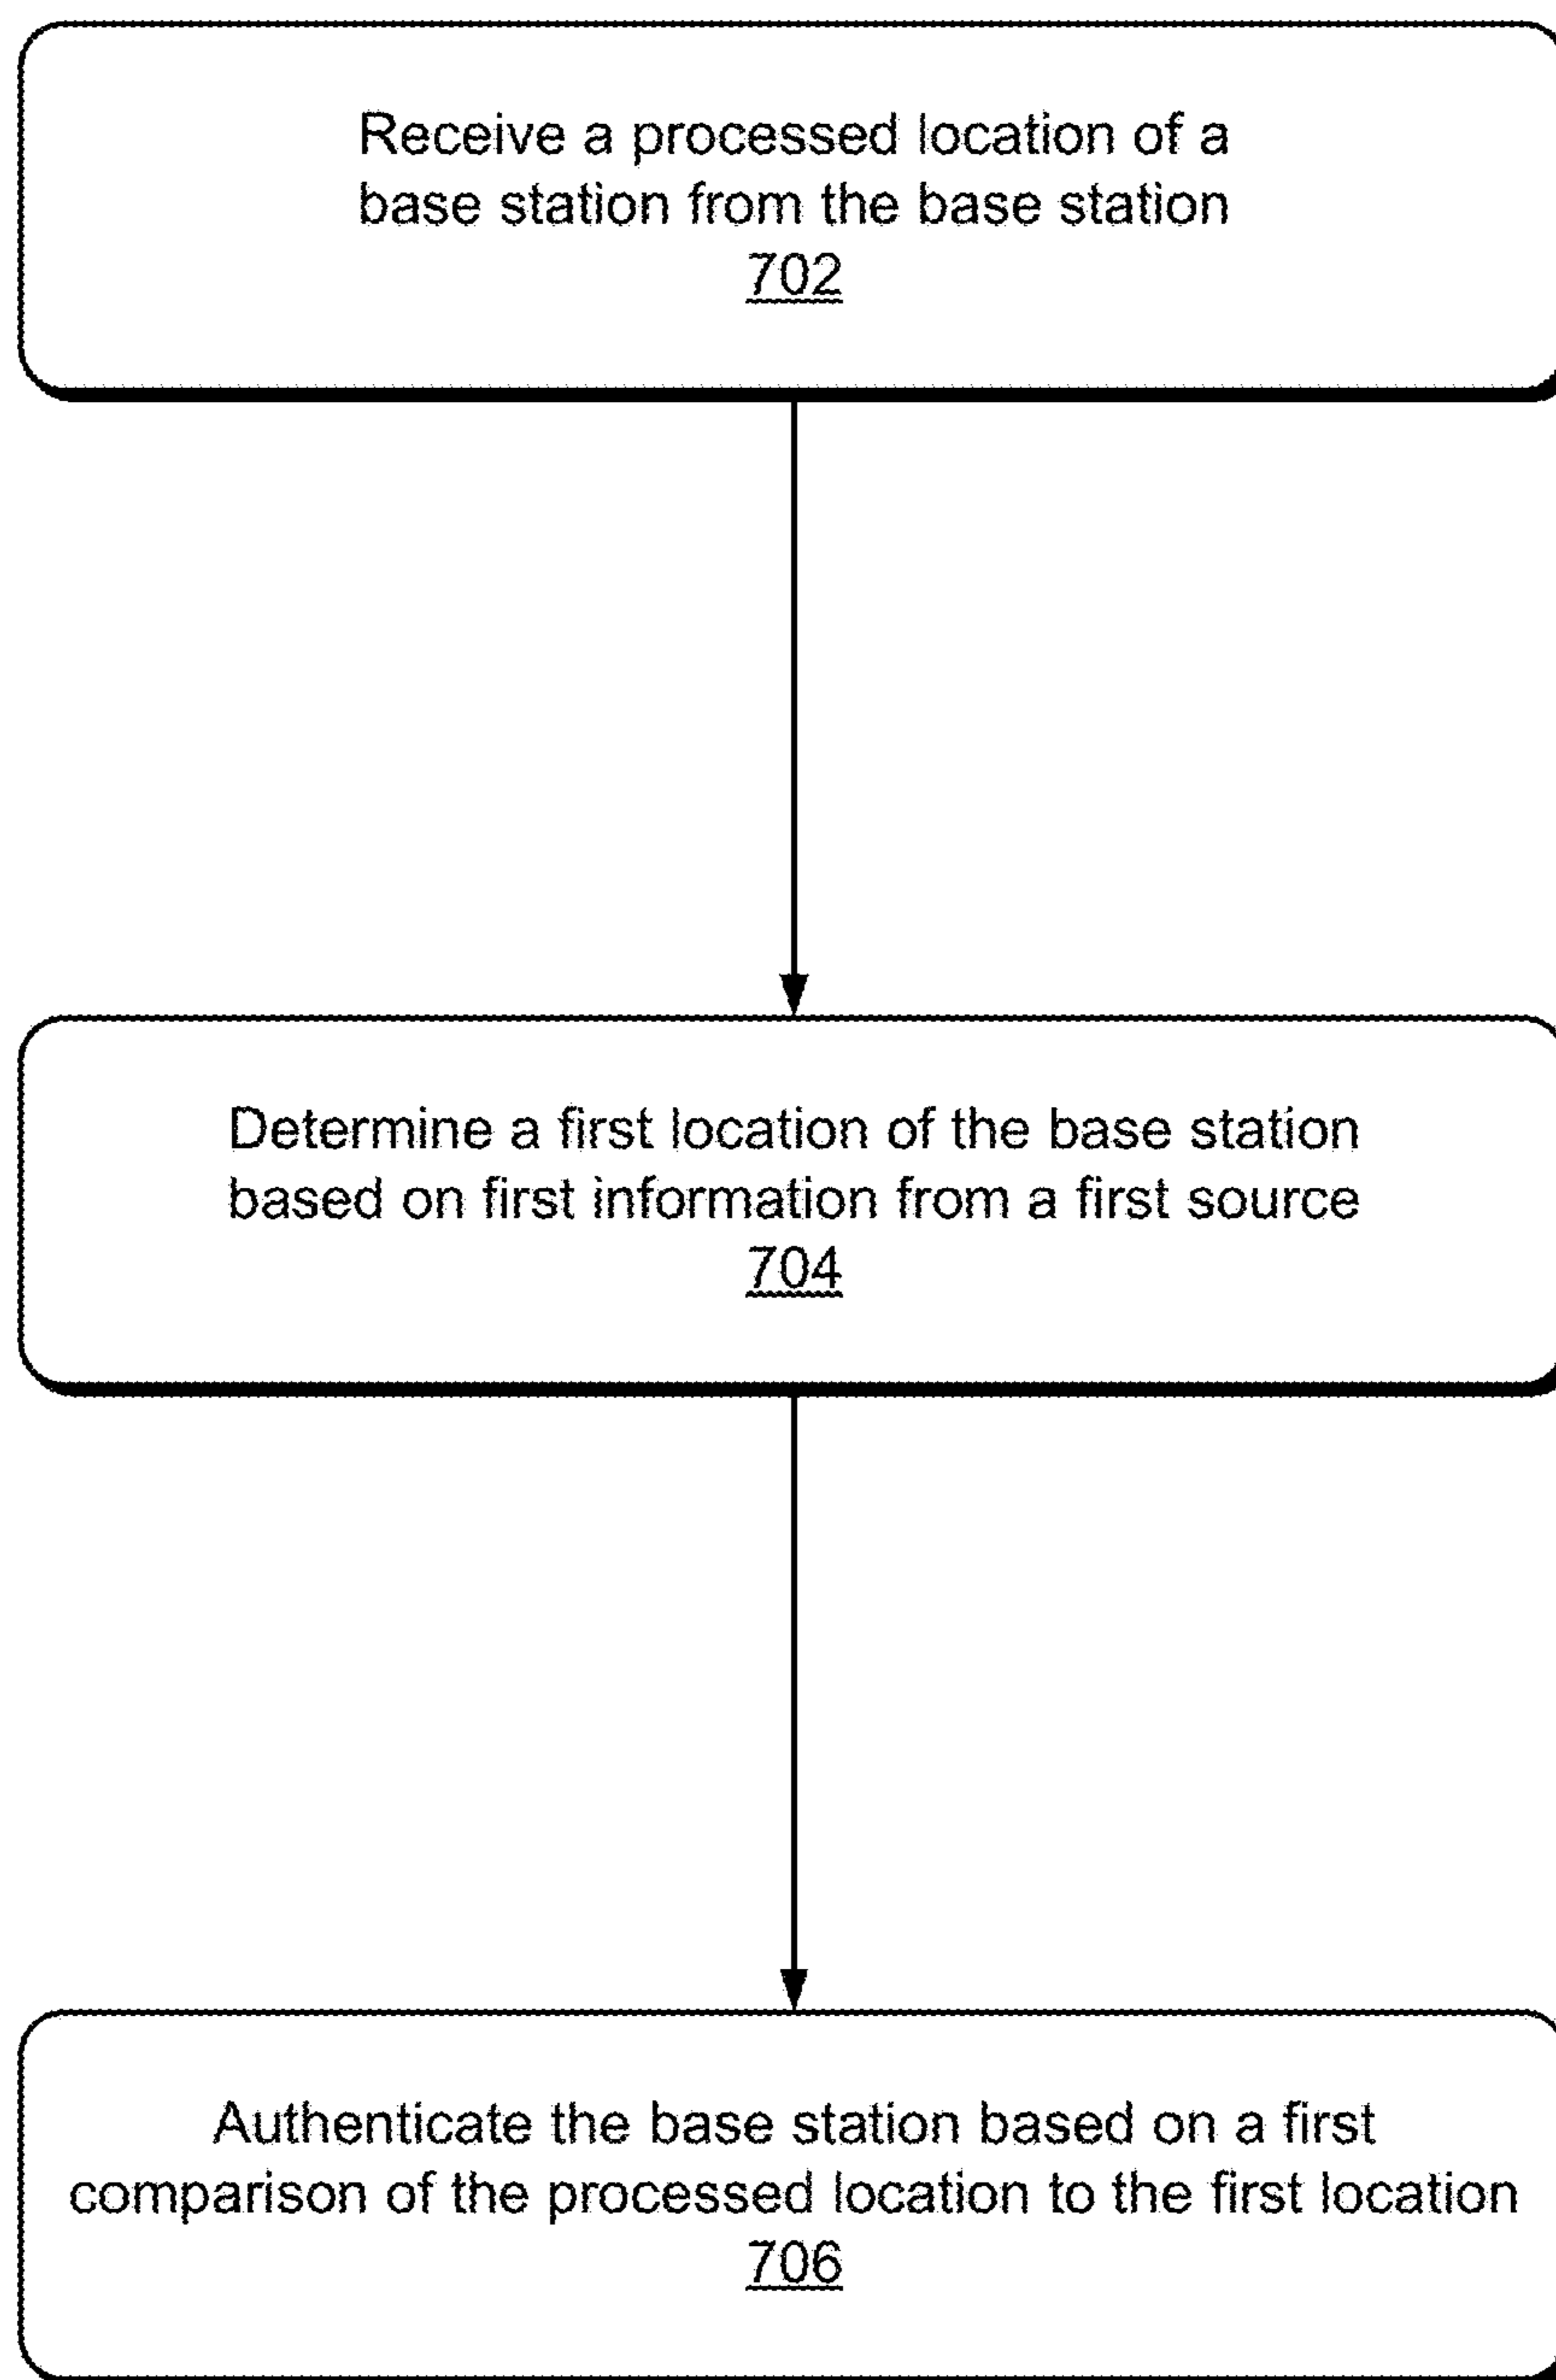 Receive a processed location of a
base station from the base station
702
Determine a first location of the base station
based on first information from a first source
704
Authenticate the base station based on a first
comparison of the processed location to the first location
706